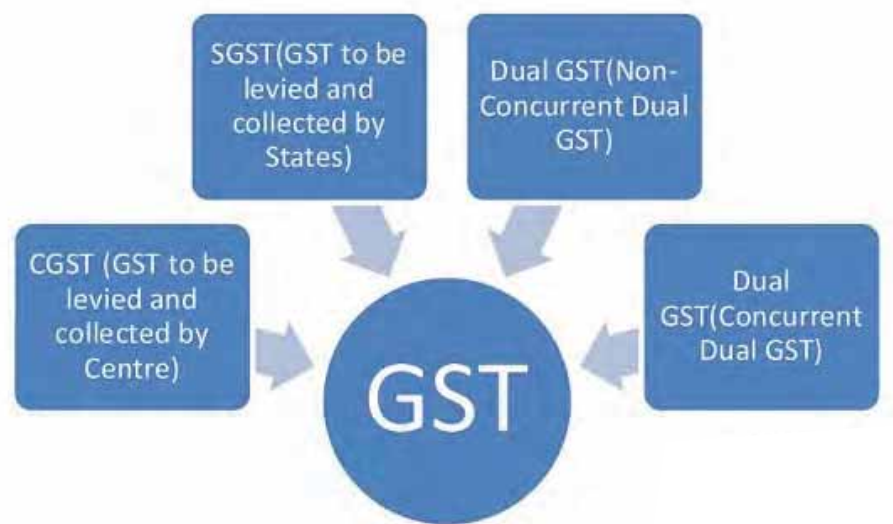 SGST(GST to be
levied and
collected by
States)
Dual GST(Non-
Concurrent Dual
GST)
CGST (GST to be
levied and
collected by
Centre)
Dual
GST(Concurrent
Dual GST)
GST